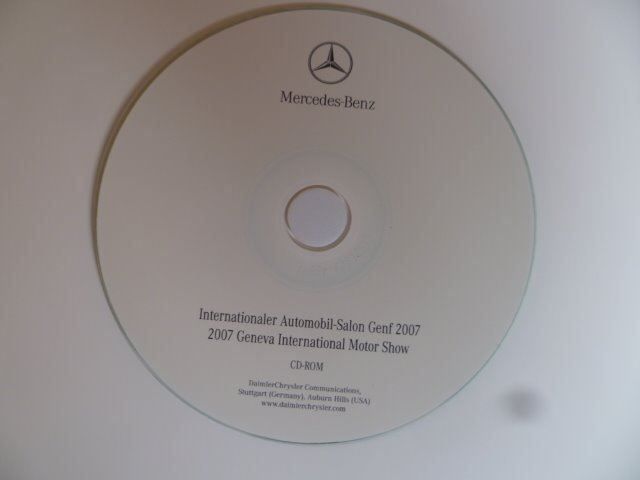 Mercedes-Benz
Internationaler Automobil-Salon Genf 2007
2007 Geneva International Motor Show
CD-ROM
DaimlerChrysler Communications,
Stuttgart (Germany), Auburn Hills (USA)
www.daimlerchrysler.com